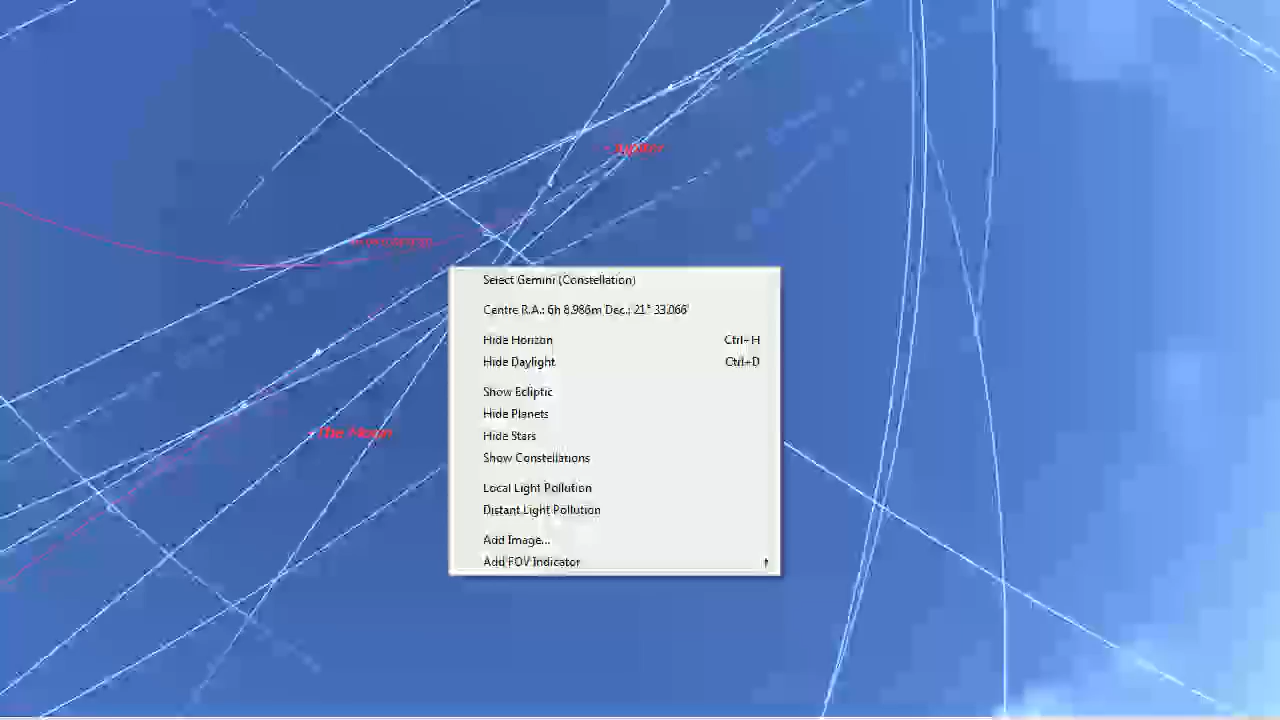 Jupiter
Select Gemini (Constellation)
Centre R.A.: 6h 8.986m Dec.: 21° 33.066'
Hide Horizon Ctrl+H
Hide Daylight Ctrl+D
Show Ecliptic
Hide Planets
The Moon
Hide Stars
Show Constellations
Local Light Pollution
Distant Light Pollution
Add Image...
Add FOV Indicator